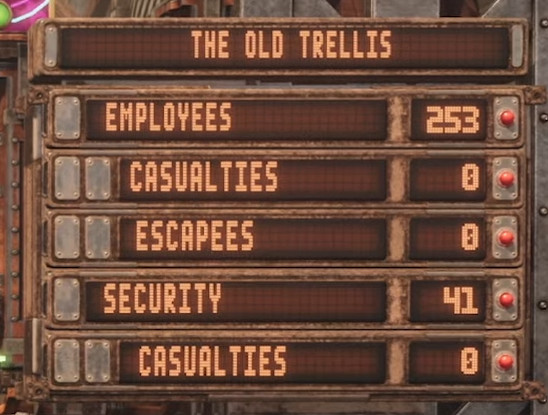 THE OLD TRELLIS
EMPLOYEES 253
CASUALTIES 0
ESCAPEES 0
SECURITY 41
CASUALTIES 0